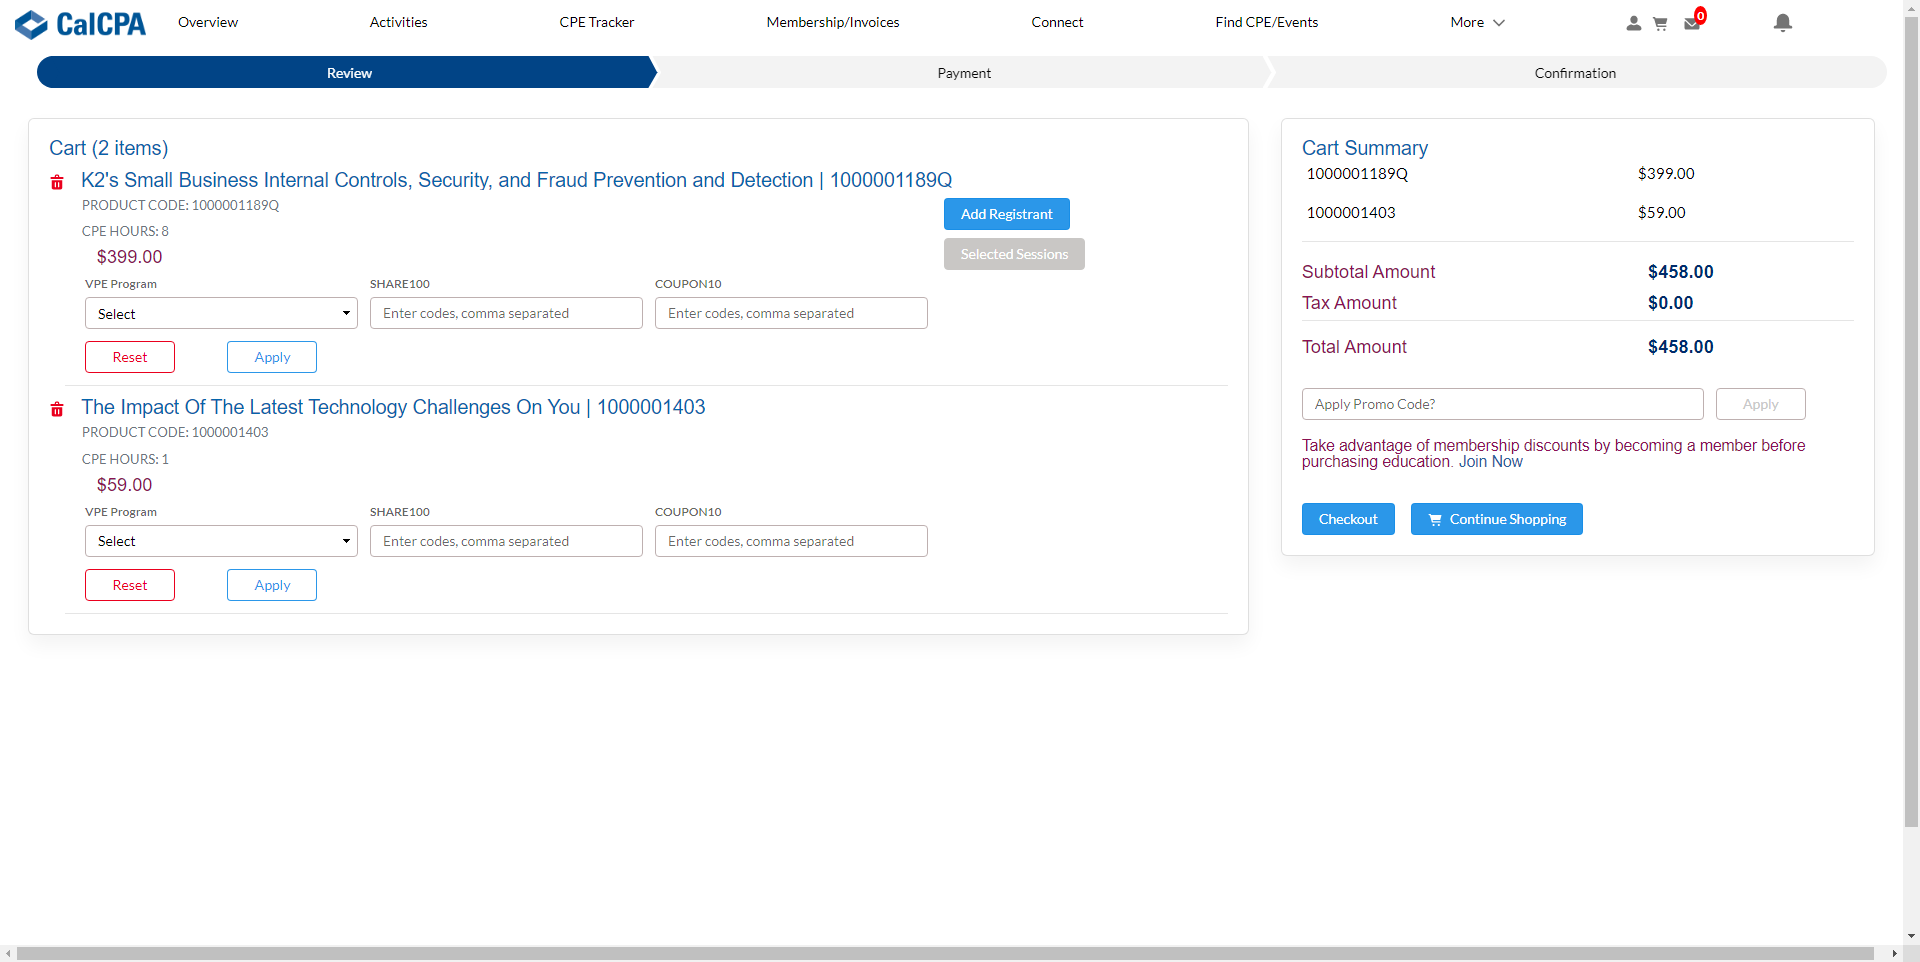 CalCPA
Overview
Activities
CPE Tracker
Membership/Invoices
Connect
Find CPE/Events
More
0
Review
Payment
Confirmation
Cart (2 items)
K2's Small Business Internal Controls, Security, and Fraud Prevention and Detection | 1000001189Q
PRODUCT CODE: 1000001189Q
Add Registrant
CPE HOURS: 8
Selected Sessions
$399.00
VPE Program
SHARE100
COUPON10
Select
Enter codes, comma separated
Enter codes, comma separated
Reset
Apply
The Impact Of The Latest Technology Challenges On You | 1000001403
PRODUCT CODE: 1000001403
CPE HOURS: 1
$59.00
VPE Program
SHARE100
COUPON10
Select
Enter codes, comma separated
Enter codes, comma separated
Reset
Apply
Cart Summary
1000001189Q $399.00
1000001403 $59.00
Subtotal Amount $458.00
Tax Amount $0.00
Total Amount $458.00
Apply Promo Code?
Apply
Take advantage of membership discounts by becoming a member before
purchasing education. Join Now
Checkout
Continue Shopping